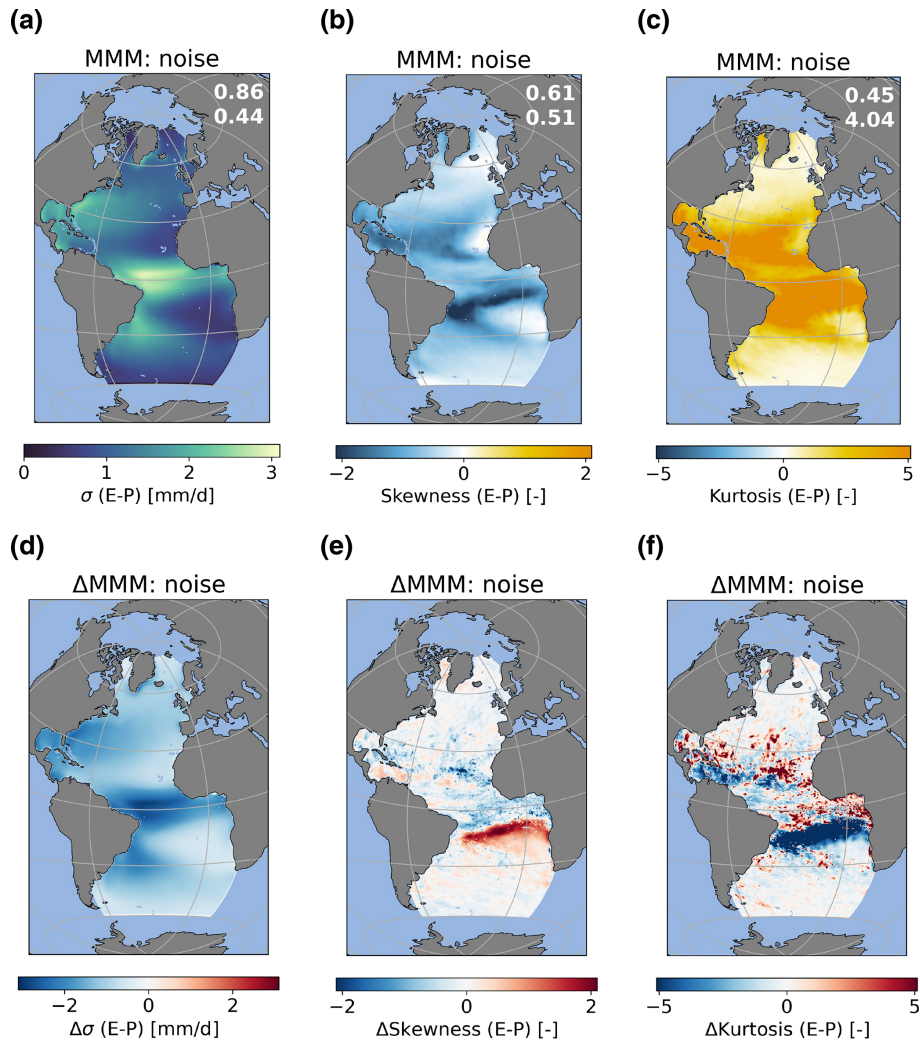 (a)
(b)
(c)
MMM: noise
MMM: noise
MMM: noise
0.86
0.44
0.61
0.51
0.45
4.04
0 1 2 3
σ (E-P) [mm/d]
−2 0 2
Skewness (E-P) [-]
−5 0 5
Kurtosis (E-P) [-]
(d)
(e)
(f)
ΔMMM: noise
ΔMMM: noise
ΔMMM: noise
−2 0 2
Δσ (E-P) [mm/d]
−2 0 2
ΔSkewness (E-P) [-]
−5 0 5
ΔKurtosis (E-P) [-]